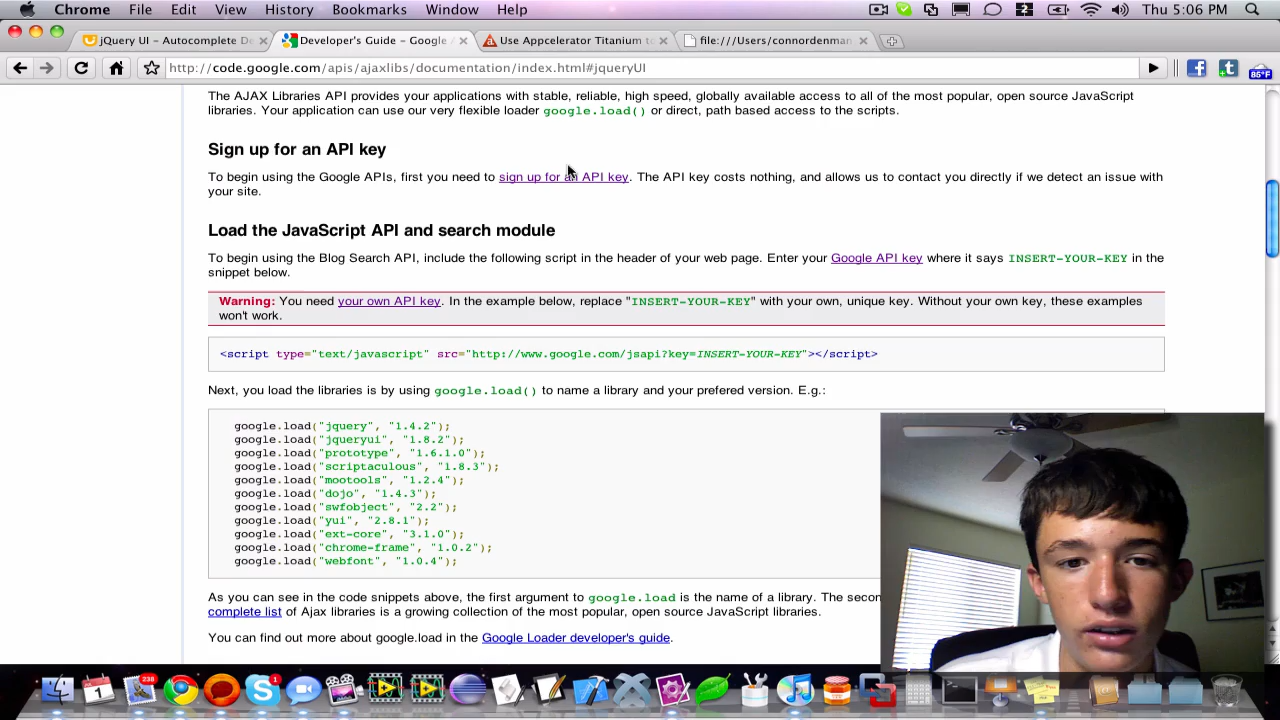 Chrome File Edit View History Bookmarks Window Help Thu 5:06 PM
jQuery UI - Autocomplete De
Developer's Guide - Google
Use Appcelerator Titanium to
file:///Users/connordenman
http://code.google.com/apis/ajaxlibs/documentation/index.html#jqueryUI
85°F
The AJAX Libraries API provides your applications with stable, reliable, high speed, globally available access to all of the most popular, open source JavaScript
libraries. Your application can use our very flexible loader google.load() or direct, path based access to the scripts.
Sign up for an API key
To begin using the Google APIs, first you need to sign up for an API key. The API key costs nothing, and allows us to contact you directly if we detect an issue with
your site.
Load the JavaScript API and search module
To begin using the Blog Search API, include the following script in the header of your web page. Enter your Google API key where it says INSERT-YOUR-KEY in the
snippet below.
Warning: You need your own API key. In the example below, replace "INSERT-YOUR-KEY" with your own, unique key. Without your own key, these examples
won't work.
<script type="text/javascript" src="http://www.google.com/jsapi?key=INSERT-YOUR-KEY"></script>
Next, you load the libraries is by using google.load() to name a library and your prefered version. E.g.:
google.load("jquery", "1.4.2");
google.load("jqueryui", "1.8.2");
google.load("prototype", "1.6.1.0");
google.load("scriptaculous", "1.8.3");
google.load("mootools", "1.2.4");
google.load("dojo", "1.4.3");
google.load("swfobject", "2.2");
google.load("yui", "2.8.1");
google.load("ext-core", "3.1.0");
google.load("chrome-frame", "1.0.2");
google.load("webfont", "1.0.4");
As you can see in the code snippets above, the first argument to google.load is the name of a library. The secon
complete list of Ajax libraries is a growing collection of the most popular, open source JavaScript libraries.
You can find out more about google.load in the Google Loader developer's guide.
1 238 1